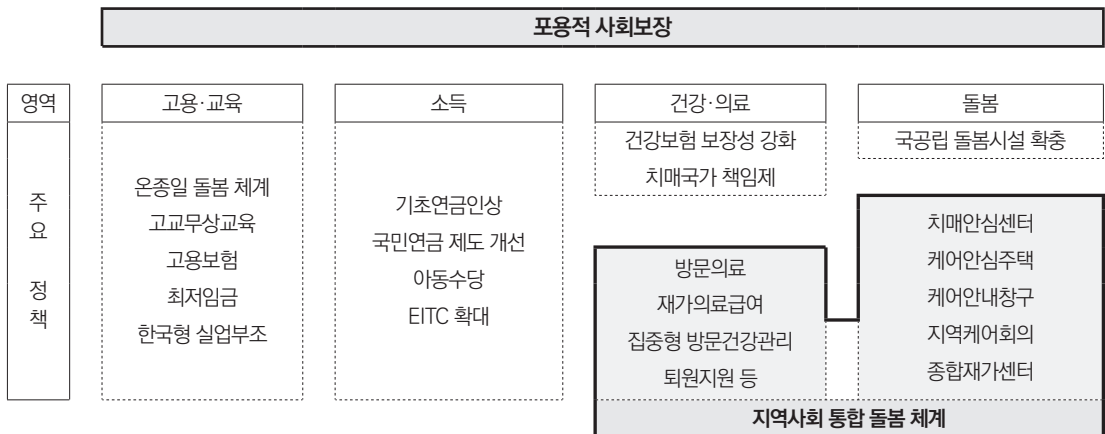 포용적 사회보장
영역
고용·교육
소득
건강·의료
돌봄
주요 정책
온종일 돌봄 체계
고교무상교육
고용보험
최저임금
한국형 실업부조
기초연금인상
국민연금 제도 개선
아동수당
EITC 확대
건강보험 보장성 강화
치매국가 책임제
방문의료
재가의료급여
집중형 방문건강관리
퇴원지원 등
국공립 돌봄시설 확충
치매안심센터
케어안심주택
케어안내창구
지역케어회의
종합재가센터
지역사회 통합 돌봄 체계